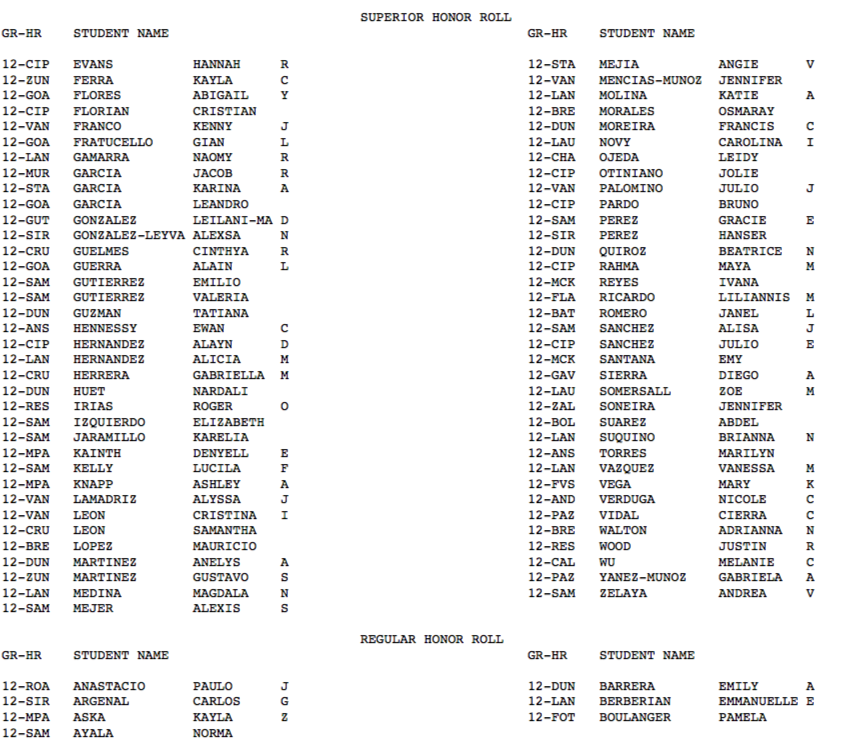 SUPERIOR HONOR ROLL
GR-HR STUDENT NAME GR-HR STUDENT NAME
12-CIP EVANS HANNAH R 12-STA MEJIA ANGIE V
12-ZUN FERRA KAYLA C 12-VAN MENCIAS-MUNOZ JENNIFER
12-GOA FLORES ABIGAIL Y 12-LAN MOLINA KATIE A
12-CIP FLORIAN CRISTIAN 12-BRE MORALES OSMARAY
12-VAN FRANCO KENNY J 12-DUN MOREIRA FRANCIS C
12-GOA FRATUCELLO GIAN L 12-LAU NOVY CAROLINA I
12-LAN GAMARRA NAOMY R 12-CHA OJEDA LEIDY
12-MUR GARCIA JACOB R 12-CIP OTINIANO JOLIE
12-STA GARCIA KARINA A 12-VAN PALOMINO JULIO J
12-GOA GARCIA LEANDRO 12-CIP PARDO BRUNO
12-GUT GONZALEZ LEILANI-MA D 12-SAM PEREZ GRACIE E
12-SIR GONZALEZ-LEYVA ALEXSA N 12-SIR PEREZ HANSER
12-CRU GUELMES CINTHYA R 12-DUN QUIROZ BEATRICE N
12-GOA GUERRA ALAIN L 12-CIP RAHMA MAYA M
12-SAM GUTIERREZ EMILIO 12-MCK REYES IVANA
12-SAM GUTIERREZ VALERIA 12-FLA RICARDO LILIANNIS M
12-DUN GUZMAN TATIANA 12-BAT ROMERO JANEL L
12-ANS HENNESSY EWAN C 12-SAM SANCHEZ ALISA J
12-CIP HERNANDEZ ALAYN D 12-CIP SANCHEZ JULIO E
12-LAN HERNANDEZ ALICIA M 12-MCK SANTANA EMY
12-CRU HERRERA GABRIELLA M 12-GAV SIERRA DIEGO A
12-DUN HUET NARDALI 12-LAU SOMERSALL ZOE M
12-RES IRIAS ROGER O 12-ZAL SONEIRA JENNIFER
12-SAM IZQUIERDO ELIZABETH 12-BOL SUAREZ ABDEL
12-SAM JARAMILLO KARELIA 12-LAN SUQUINO BRIANNA N
12-MPA KAINTH DENYELL E 12-ANS TORRES MARILYN
12-SAM KELLY LUCILA F 12-LAN VAZQUEZ VANESSA M
12-MPA KNAPP ASHLEY A 12-FVS VEGA MARY K
12-VAN LAMADRIZ ALYSSA J 12-AND VERDUGA NICOLE C
12-VAN LEON CRISTINA I 12-PAZ VIDAL CIERRA C
12-CRU LEON SAMANTHA 12-BRE WALTON ADRIANNA N
12-BRE LOPEZ MAURICIO 12-RES WOOD JUSTIN R
12-DUN MARTINEZ ANELYS A 12-CAL WU MELANIE C
12-ZUN MARTINEZ GUSTAVO S 12-PAZ YANEZ-MUNOZ GABRIELA A
12-LAN MEDINA MAGDALA N 12-SAM ZELAYA ANDREA V
12-SAM MEJER ALEXIS S
REGULAR HONOR ROLL
GR-HR STUDENT NAME GR-HR STUDENT NAME
12-ROA ANASTACIO PAULO J 12-DUN BARRERA EMILY A
12-SIR ARGENAL CARLOS G 12-LAN BERBERIAN EMMANUELLE E
12-MPA ASKA KAYLA Z 12-FOT BOULANGER PAMELA
12-SAM AYALA NORMA